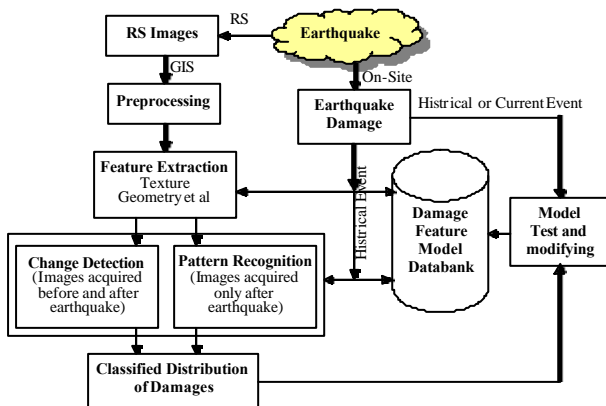 RS
Earthquake
RS Images
GIS
On-Site
Preprocessing
Earthquake
Damage
Histrical or Current Event
Feature Extraction
Texture
Geometry et al
Histrical Event
Damage
Feature
Model
Databank
Model
Test and
modifying
Change Detection
(Images acquired
before and after
earthquake)
Pattern Recognition
(Images acquired
only after
earthquake)
Classified Distribution
of Damages